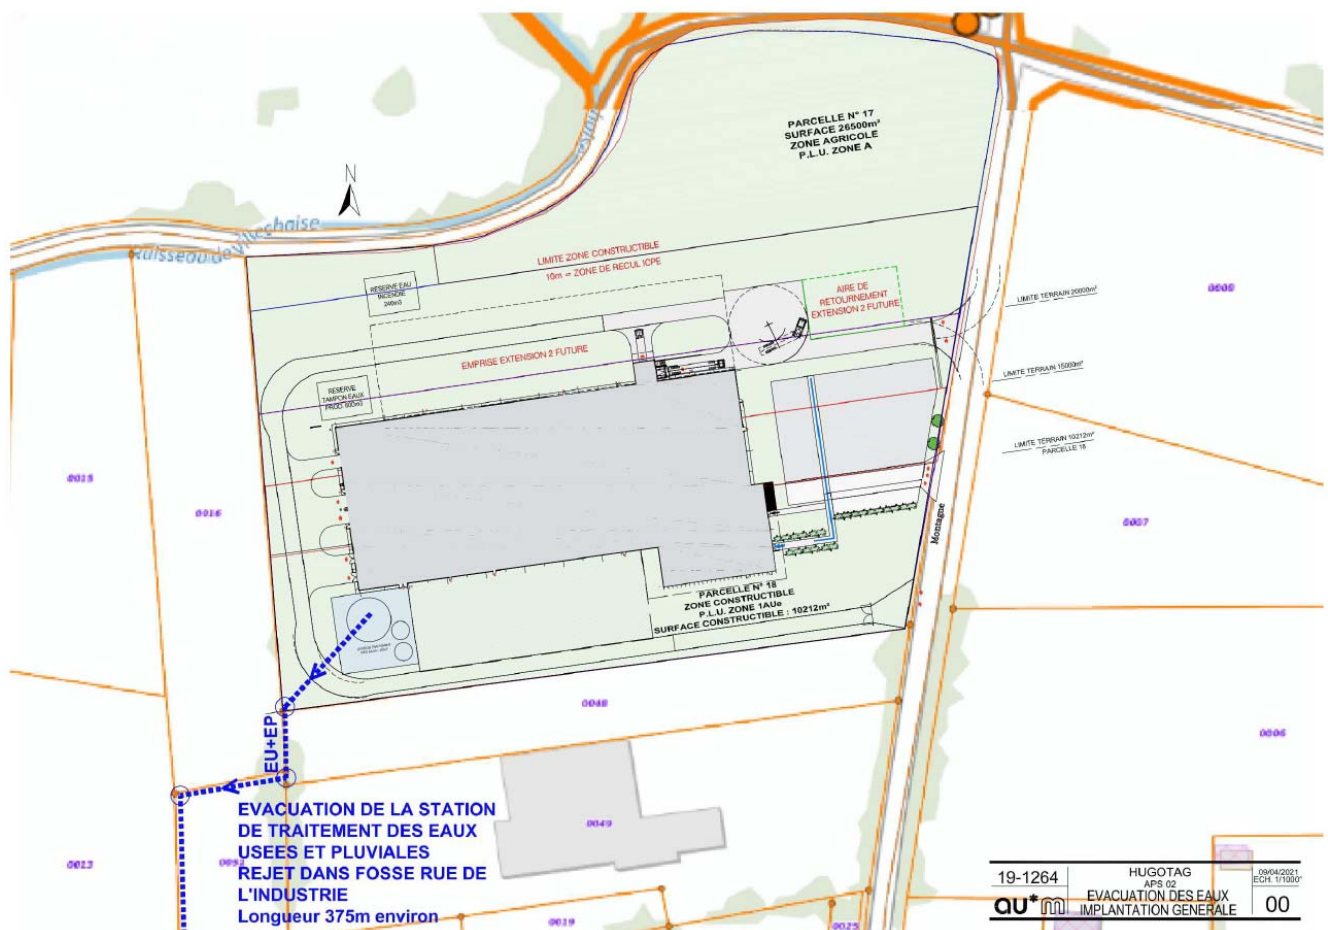 PARCELLE N° 17
SURFACE 26500m²
ZONE AGRICOLE
P.L.U. ZONE A
N
Ruisseau de Villechaise
LIMITE ZONE CONSTRUCTIBLE
10m = ZONE DE RECUL ICPE
RESERVE EAU
INCENDIE
240m3
AIRE DE
RETOURNEMENT
EXTENSION 2 FUTURE
LIMITE TERRAIN 20000m²
0008
EMPRISE EXTENSION 2 FUTURE
RESERVE
TAMPON EAUX
LIMITE TERRAIN 15000m²
LIMITE TERRAIN 10212m²
PARCELLE 18
0015
0016
Montagne
0007
PARCELLE N° 18
ZONE CONSTRUCTIBLE
P.L.U. ZONE 1AUe
SURFACE CONSTRUCTIBLE : 10212m²
0048
0006
EU+EP
EVACUATION DE LA STATION
DE TRAITEMENT DES EAUX
USEES ET PLUVIALES
REJET DANS FOSSE RUE DE
L'INDUSTRIE
Longueur 375m environ
0049
0013
0019
0025
19-1264
HUGOTAG
APS 02
EVACUATION DES EAUX
IMPLANTATION GENERALE
09/04/2021
ECH. 1/1000°
au*m
00